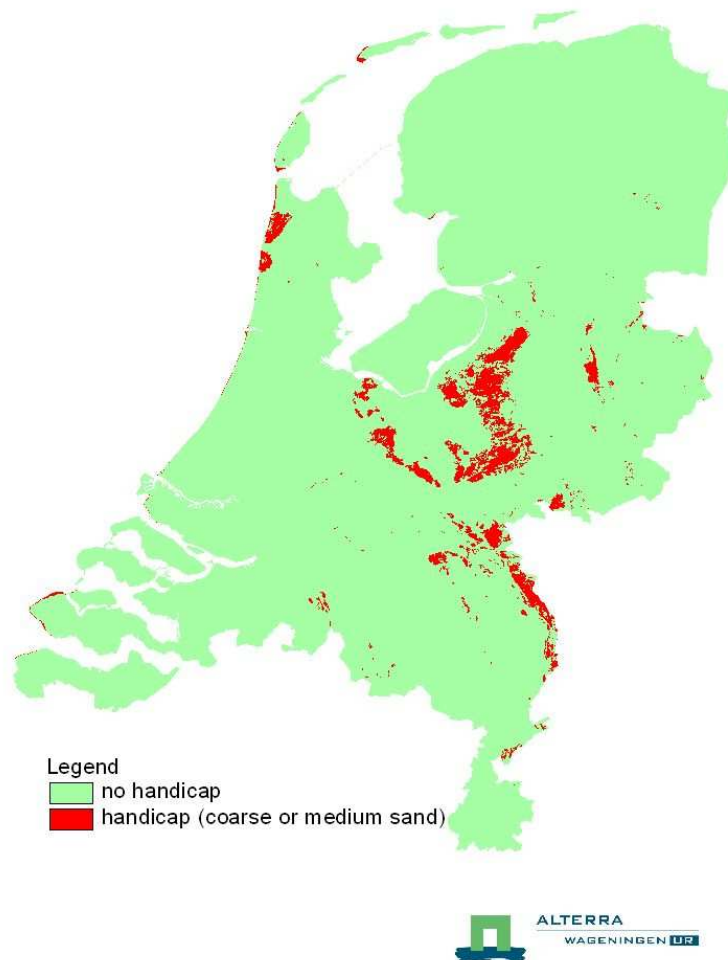 Legend
no handicap
handicap (coarse or medium sand)
ALTERRA
WAGENINGEN UR